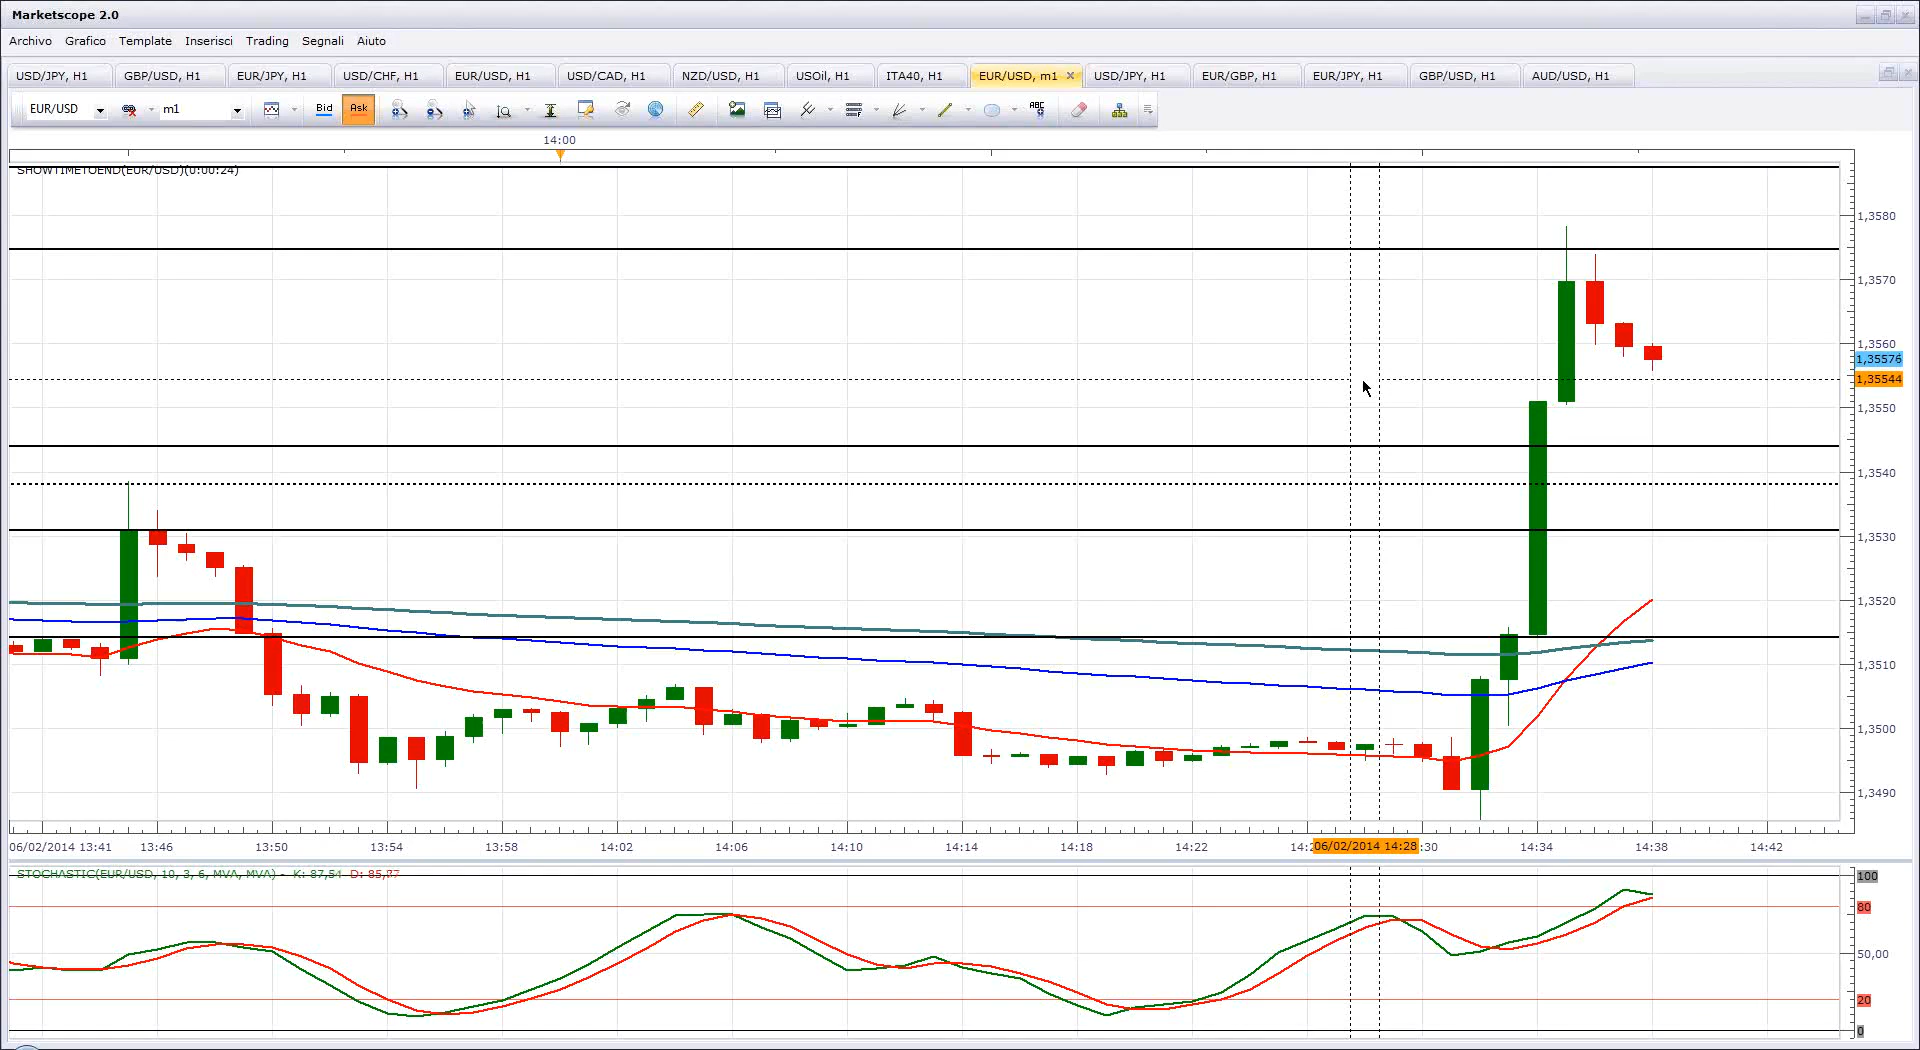 Marketscope 2.0
Archivo Grafico Template Inserisci Trading Segnali Aiuto
USD/JPY, H1 GBP/USD, H1 EUR/JPY, H1 USD/CHF, H1 EUR/USD, H1 USD/CAD, H1 NZD/USD, H1 USOil, H1 ITA40, H1 EUR/USD, m1 USD/JPY, H1 EUR/GBP, H1 EUR/JPY, H1 GBP/USD, H1 AUD/USD, H1
EUR/USD m1 Bid Ask ABC
14:00
SHOWTIMETOEND(EUR/USD)(0:00:24)
1,3580
1,3570
1,3560
1,35576
1,35544
1,3550
1,3540
1,3530
1,3520
1,3510
1,3500
1,3490
06/02/2014 13:41 13:46 13:50 13:54 13:58 14:02 14:06 14:10 14:14 14:18 14:22 14:2 06/02/2014 14:28 :30 14:34 14:38 14:42
STOCHASTIC(EUR/USD, 10, 3, 6, MVA, MVA) - K: 87,54 D: 85,77
100
80
50,00
20
0